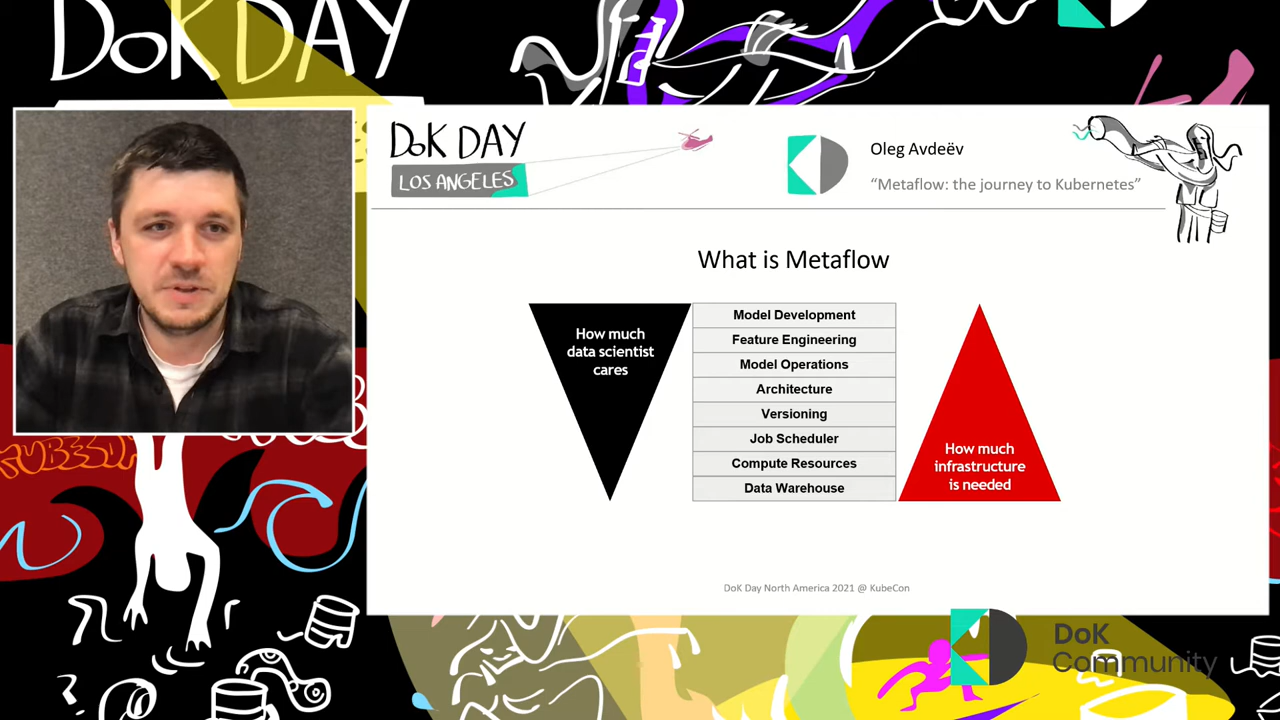 DoK DAY
DoK DAY
LOS ANGELES
Oleg Avdeëv
“Metaflow: the journey to Kubernetes”
What is Metaflow
How much
data scientist
cares
Model Development
Feature Engineering
Model Operations
Architecture
Versioning
Job Scheduler
Compute Resources
Data Warehouse
How much
infrastructure
is needed
DoK Day North America 2021 @ KubeCon
DoK
Community